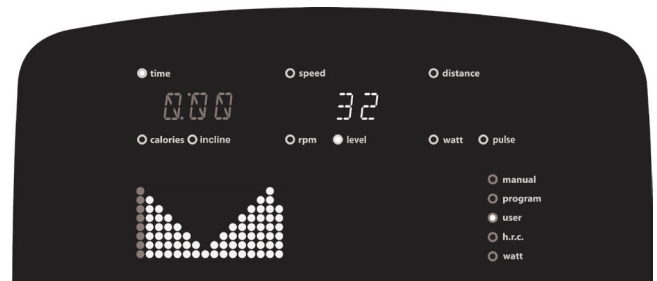 time speed distance
0:00 32
calories incline rpm level watt pulse
manual
program
user
h.r.c.
watt